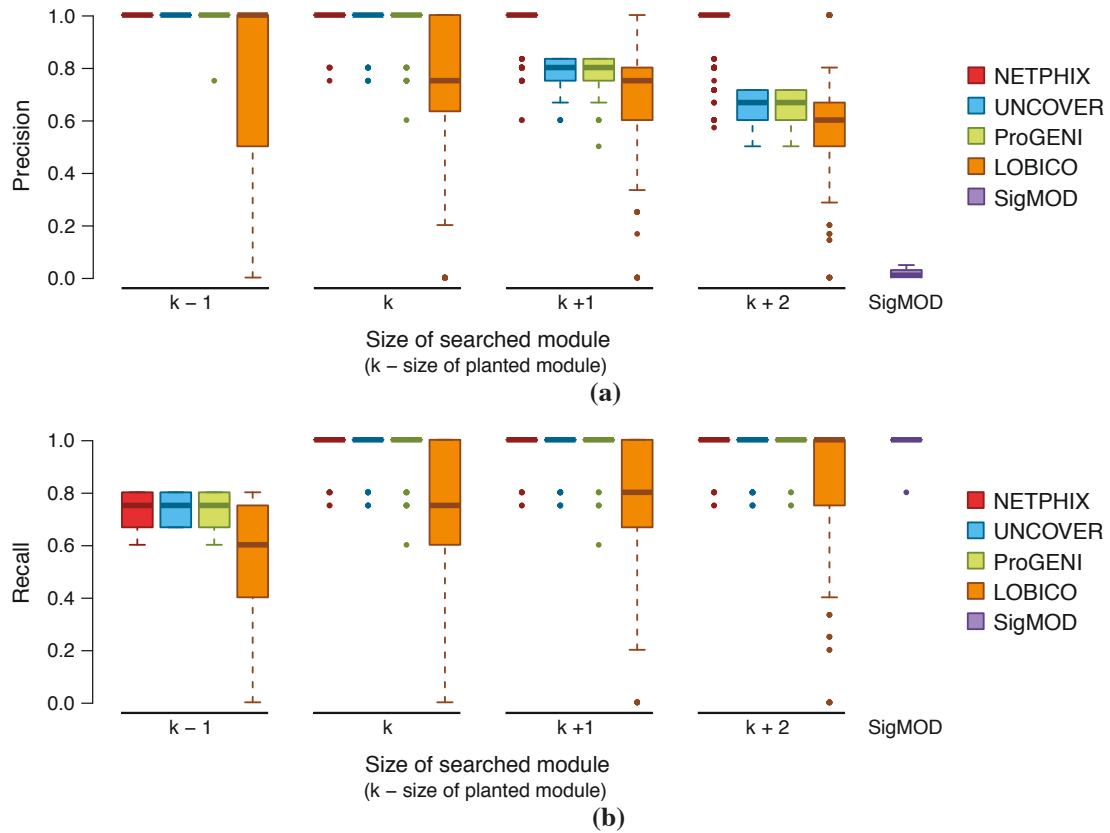 1.0
0.8
0.6
0.4
0.2
0.0
Precision
k − 1
k
k +1
k + 2
SigMOD
Size of searched module
(k − size of planted module)
NETPHIX
UNCOVER
ProGENI
LOBICO
SigMOD
(a)
1.0
0.8
0.6
0.4
0.2
0.0
Recall
k − 1
k
k +1
k + 2
SigMOD
Size of searched module
(k − size of planted module)
NETPHIX
UNCOVER
ProGENI
LOBICO
SigMOD
(b)